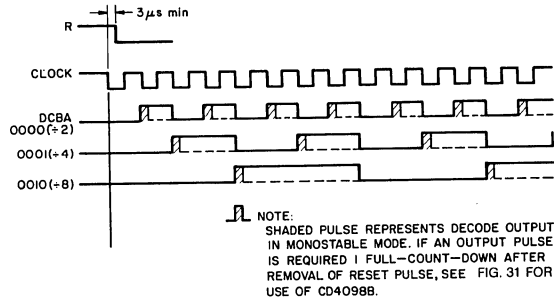 3μs min
R
CLOCK
DCBA
0000(÷2)
0001(÷4)
0010(÷8)
NOTE:
SHADED PULSE REPRESENTS DECODE OUTPUT
IN MONOSTABLE MODE. IF AN OUTPUT PULSE
IS REQUIRED I FULL-COUNT-DOWN AFTER
REMOVAL OF RESET PULSE, SEE FIG. 31 FOR
USE OF CD4098B.